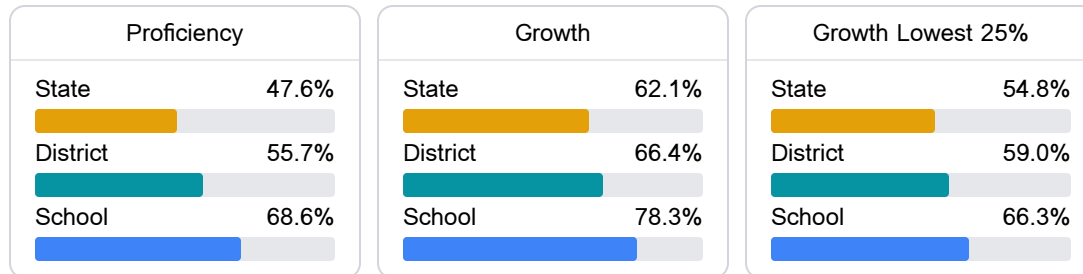 Proficiency
State 47.6%
District 55.7%
School 68.6%
Growth
State 62.1%
District 66.4%
School 78.3%
Growth Lowest 25%
State 54.8%
District 59.0%
School 66.3%